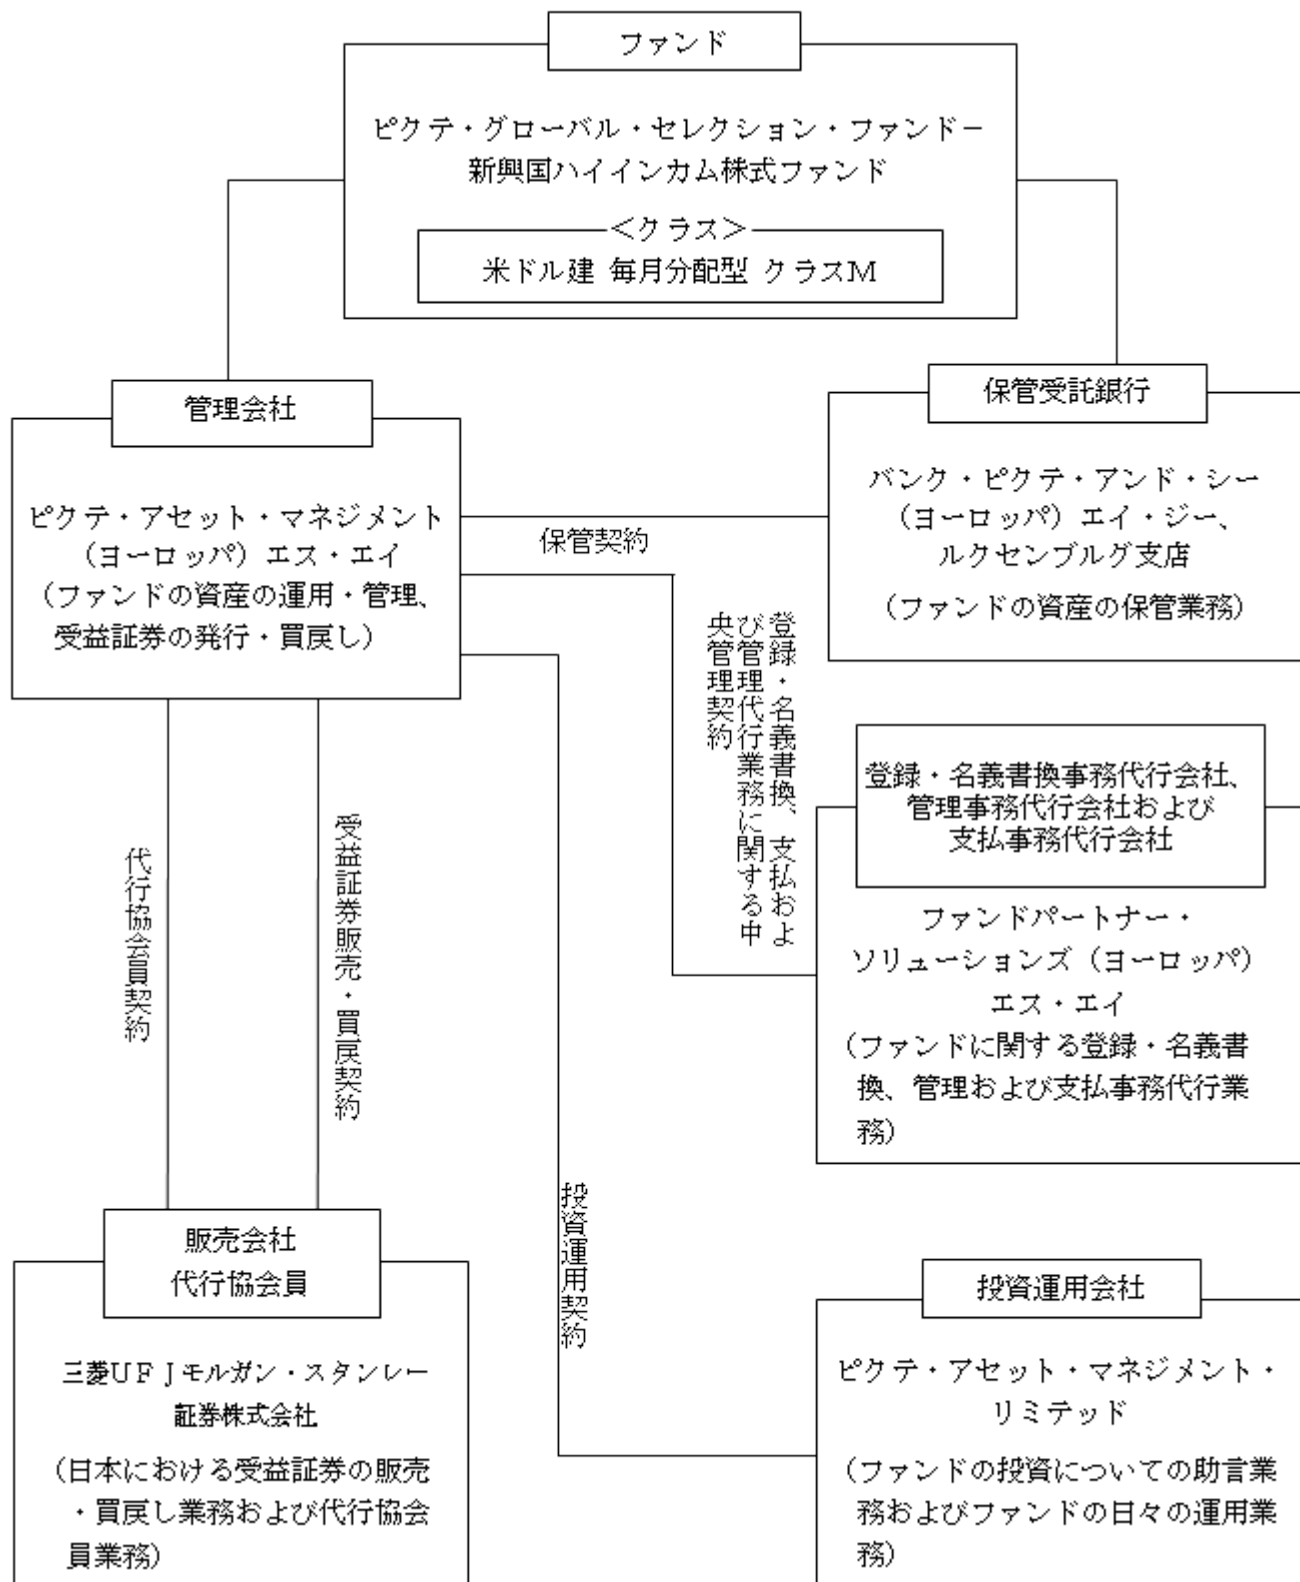 ファンド
ピクテ・グローバル・セレクション・ファンド－
新興国ハイインカム株式ファンド
＜クラス＞
米ドル建 毎月分配型 クラスＭ
管理会社
ピクテ・アセット・マネジメント
（ヨーロッパ）エス・エイ
（ファンドの資産の運用・管理、
受益証券の発行・買戻し）
保管受託銀行
バンク・ピクテ・アンド・シー
（ヨーロッパ）エイ・ジー、
ルクセンブルグ支店
（ファンドの資産の保管業務）
保管契約
登録・名義書換、支払およ
び管理代行業務に関する中
央管理契約
登録・名義書換事務代行会社、
管理事務代行会社および
支払事務代行会社
ファンドパートナー・
ソリューションズ（ヨーロッパ）
エス・エイ
（ファンドに関する登録・名義書
換、管理および支払事務代行業
務）
代行協会員契約
受益証券販売・買戻契約
投資運用契約
販売会社
代行協会員
三菱ＵＦＪモルガン・スタンレー
証券株式会社
（日本における受益証券の販売
・買戻し業務および代行協会
員業務）
投資運用会社
ピクテ・アセット・マネジメント・
リミテッド
（ファンドの投資についての助言業
務およびファンドの日々の運用業
務）